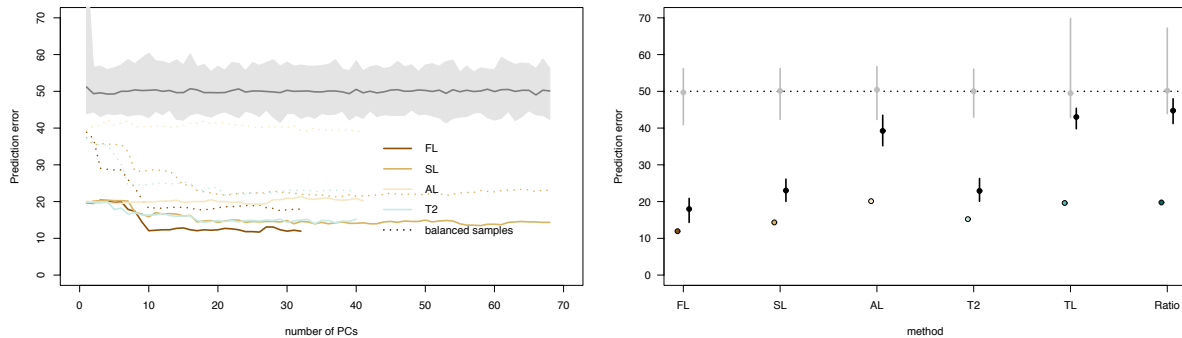 70
60
50
40
30
20
10
0
Prediction error
FL
SL
AL
T2
balanced samples
0 10 20 30 40 50 60 70
number of PCs
70
60
50
40
30
20
10
0
Prediction error
FL SL AL T2 TL Ratio
method